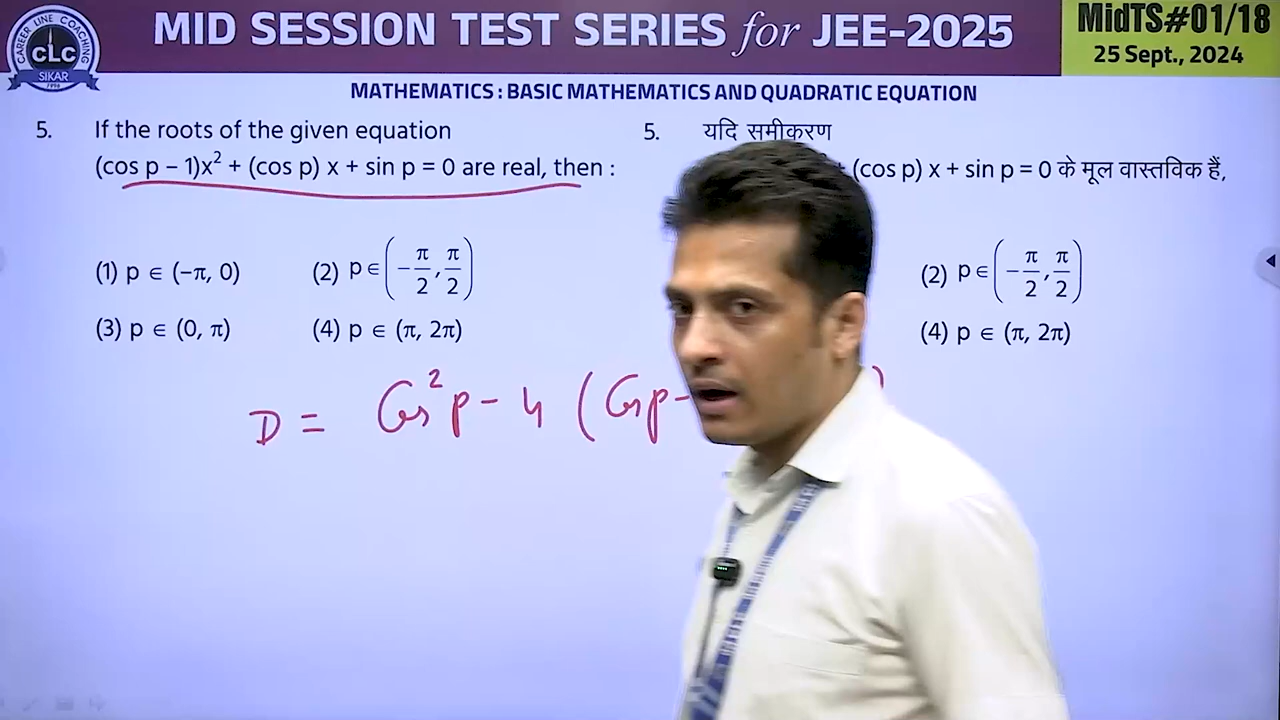 CAREER LINE COACHING
CLC
SIKAR
1996
MID SESSION TEST SERIES for JEE-2025
MidTS#01/18
25 Sept., 2024
MATHEMATICS : BASIC MATHEMATICS AND QUADRATIC EQUATION
5. If the roots of the given equation
(cos p – 1)x² + (cos p) x + sin p = 0 are real, then :
(1) p ∈ (–π, 0) (2) p ∈ (–π/2, π/2)
(3) p ∈ (0, π) (4) p ∈ (π, 2π)
5. यदि समीकरण
(cos p) x + sin p = 0 के मूल वास्तविक हैं,
(2) p ∈ (–π/2, π/2)
(4) p ∈ (π, 2π)
D = Cos²p – 4 (Cosp –